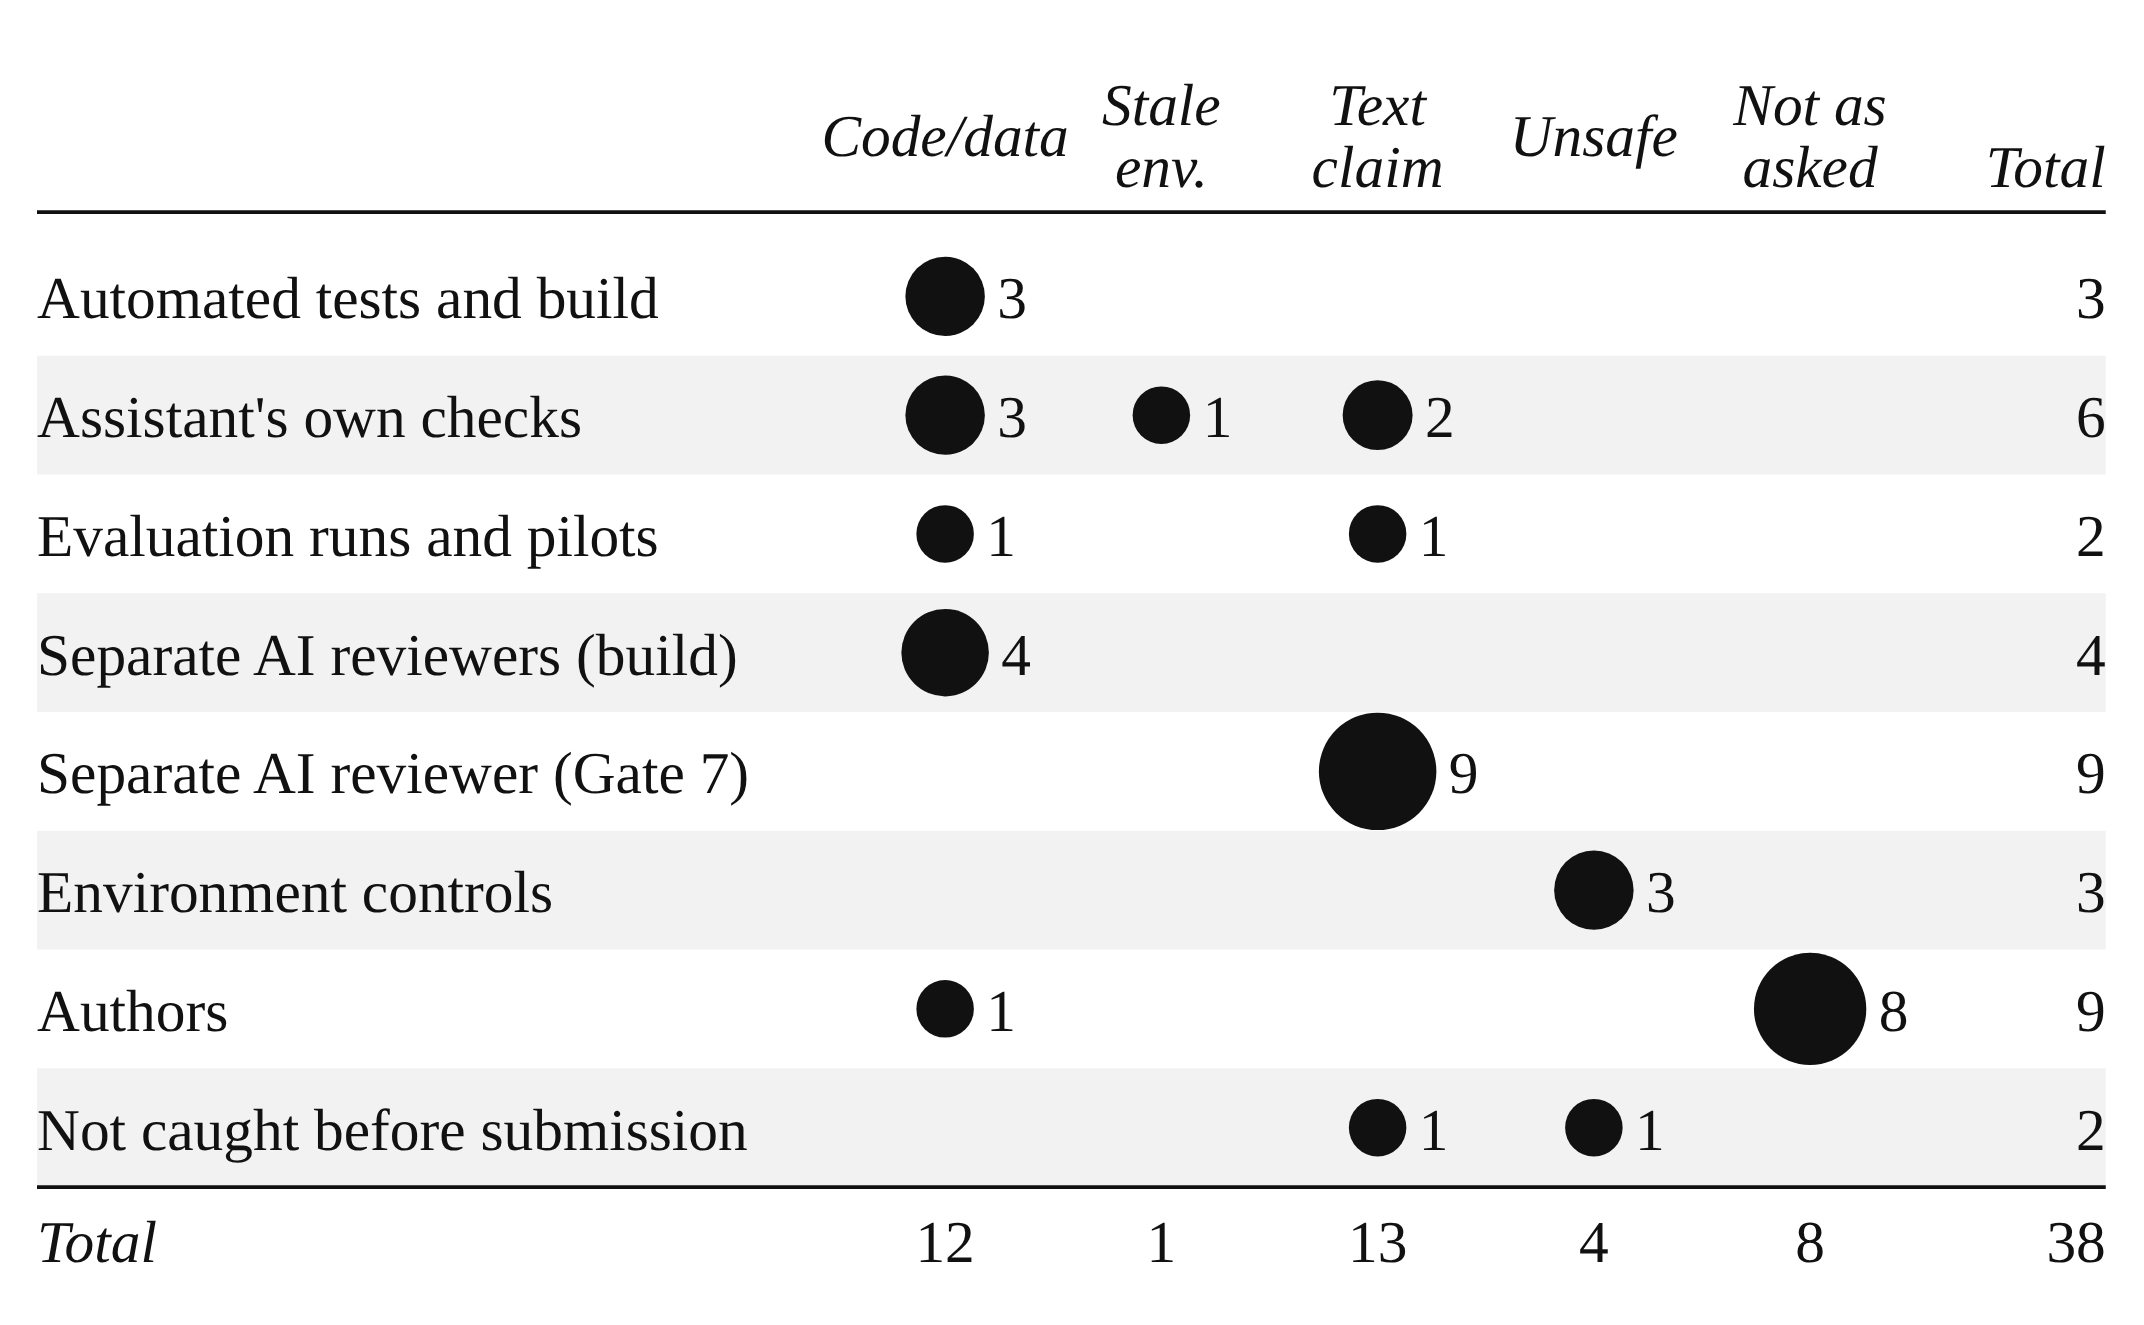 Code/data Stale env. Text claim Unsafe Not as asked Total
Automated tests and build 3 3
Assistant's own checks 3 1 2 6
Evaluation runs and pilots 1 1 2
Separate AI reviewers (build) 4 4
Separate AI reviewer (Gate 7) 9 9
Environment controls 3 3
Authors 1 8 9
Not caught before submission 1 1 2
Total 12 1 13 4 8 38